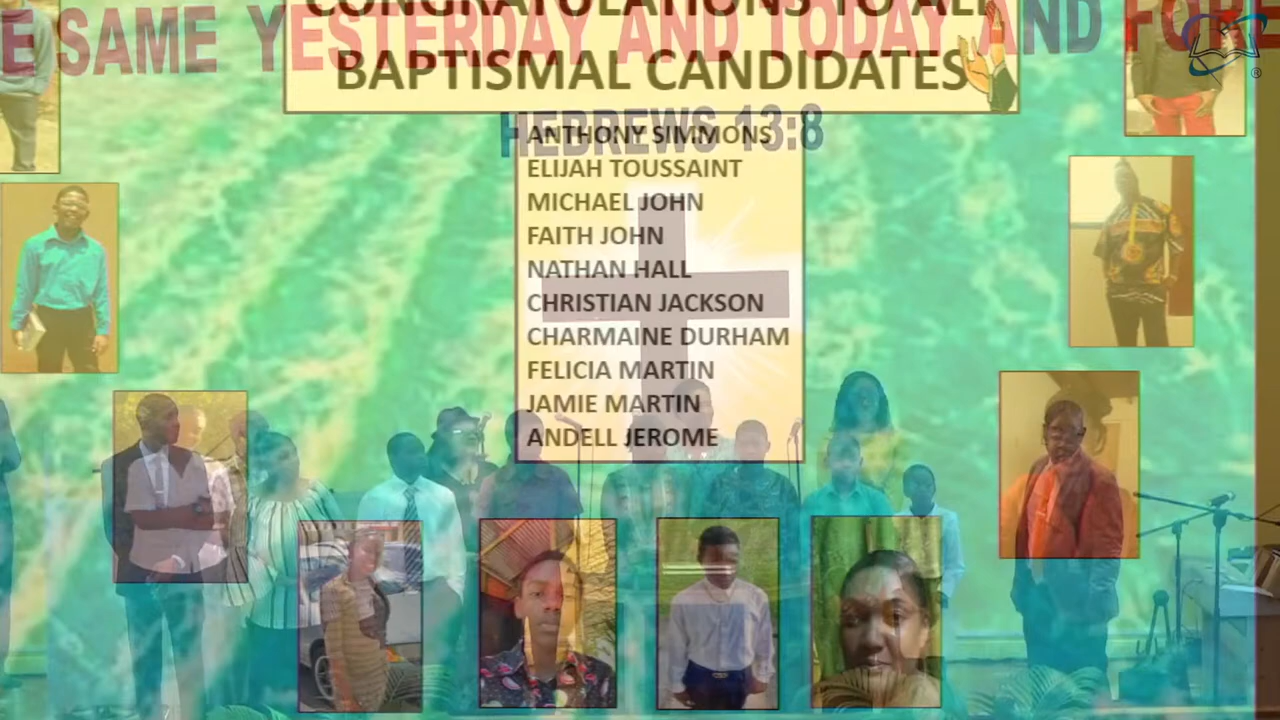 CONGRATULATIONS TO ALL
E SAME YESTERDAY AND TODAY AND FORE
BAPTISMAL CANDIDATES
HEBREWS 13:8
ANTHONY SIMMONS
ELIJAH TOUSSAINT
MICHAEL JOHN
FAITH JOHN
NATHAN HALL
CHRISTIAN JACKSON
CHARMAINE DURHAM
FELICIA MARTIN
JAMIE MARTIN
ANDELL JEROME
®